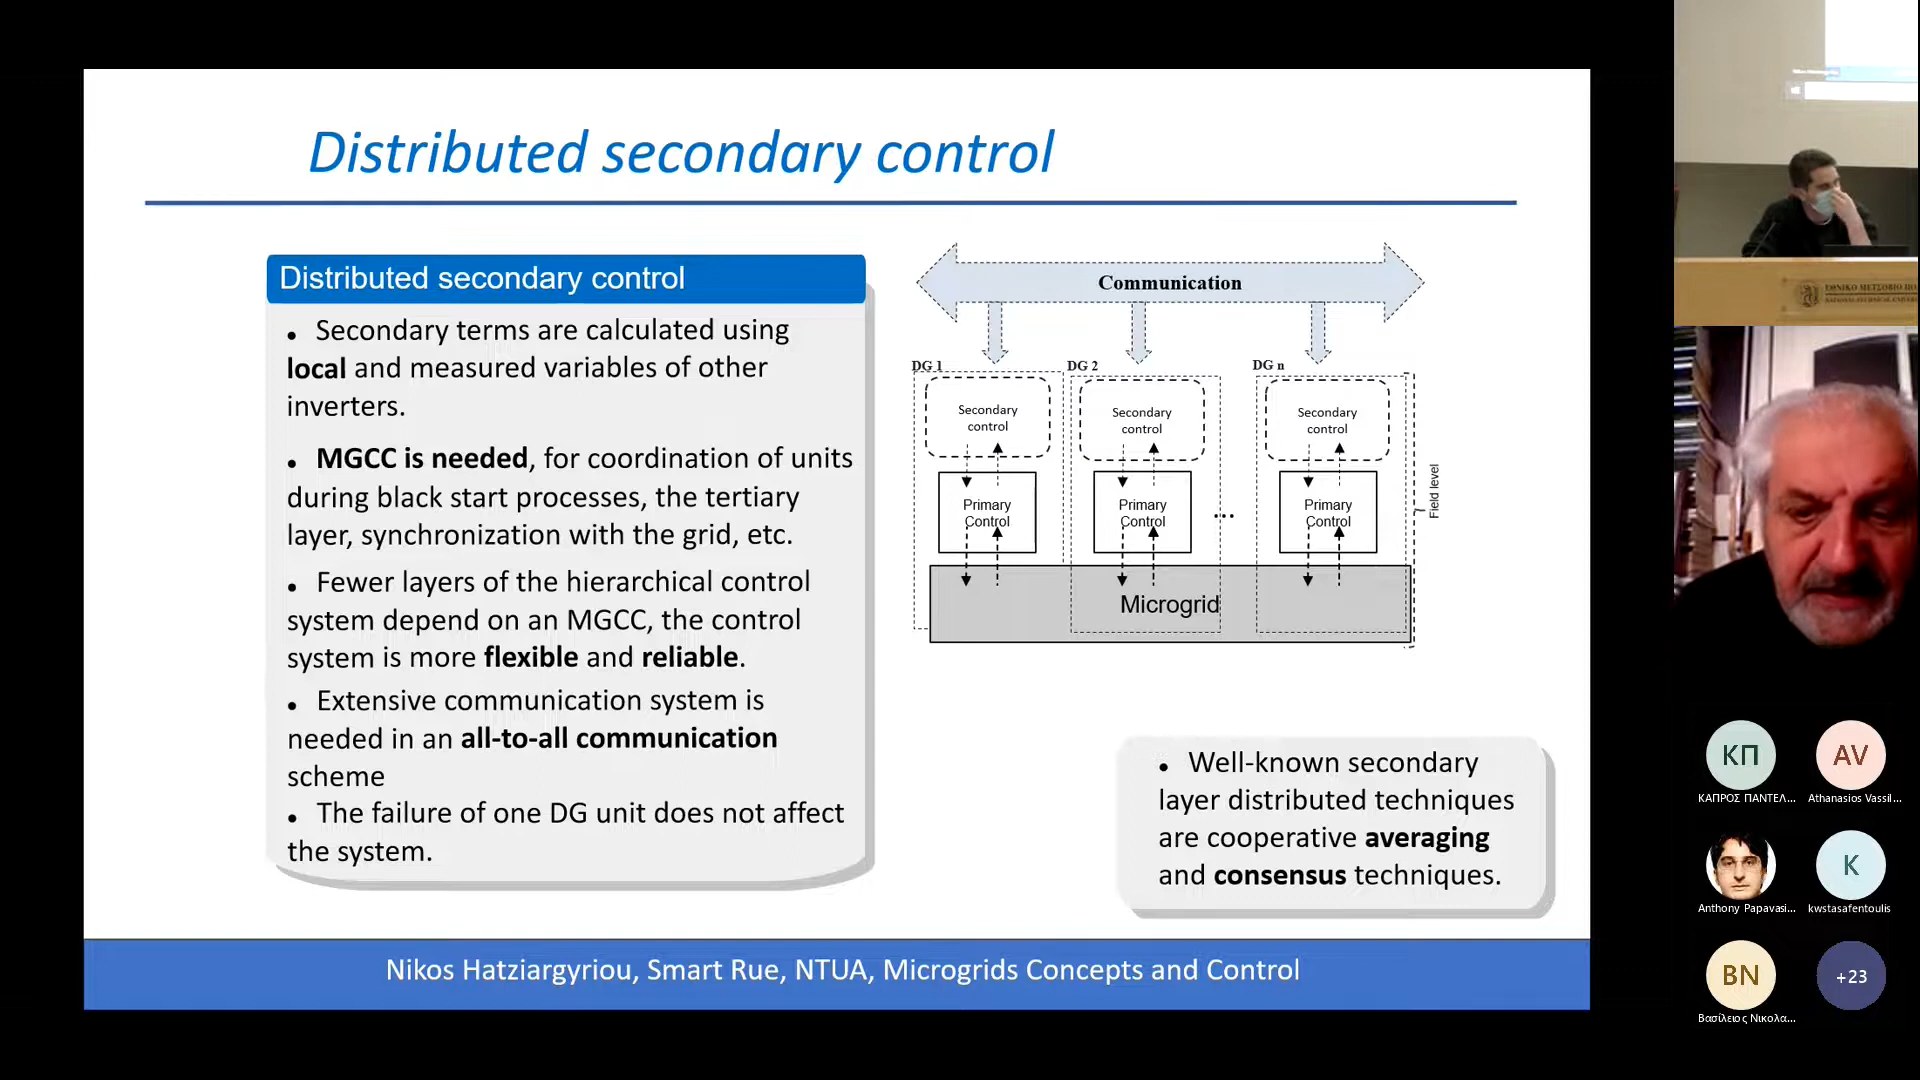 Distributed secondary control
Distributed secondary control
• Secondary terms are calculated using
local and measured variables of other
inverters.
• MGCC is needed, for coordination of units
during black start processes, the tertiary
layer, synchronization with the grid, etc.
• Fewer layers of the hierarchical control
system depend on an MGCC, the control
system is more flexible and reliable.
• Extensive communication system is
needed in an all-to-all communication
scheme
• The failure of one DG unit does not affect
the system.
Communication
DG 1
DG 2
DG n
Secondary
control
Secondary
control
Secondary
control
Primary
Control
Primary
Control
...
Primary
Control
Field level
Microgrid
• Well-known secondary
layer distributed techniques
are cooperative averaging
and consensus techniques.
Nikos Hatziargyriou, Smart Rue, NTUA, Microgrids Concepts and Control
ΕΘΝΙΚΟ ΜΕΤΣΟΒΙΟ ΠΟ
NATIONAL TECHNICAL UNIVERSI
ΚΠ
AV
ΚΑΠΡΟΣ ΠΑΝΤΕΛ...
Athanasios Vassil...
K
Anthony Papavasi...
kwstasafentoulis
BN
+23
Βασίλειος Νικολα...